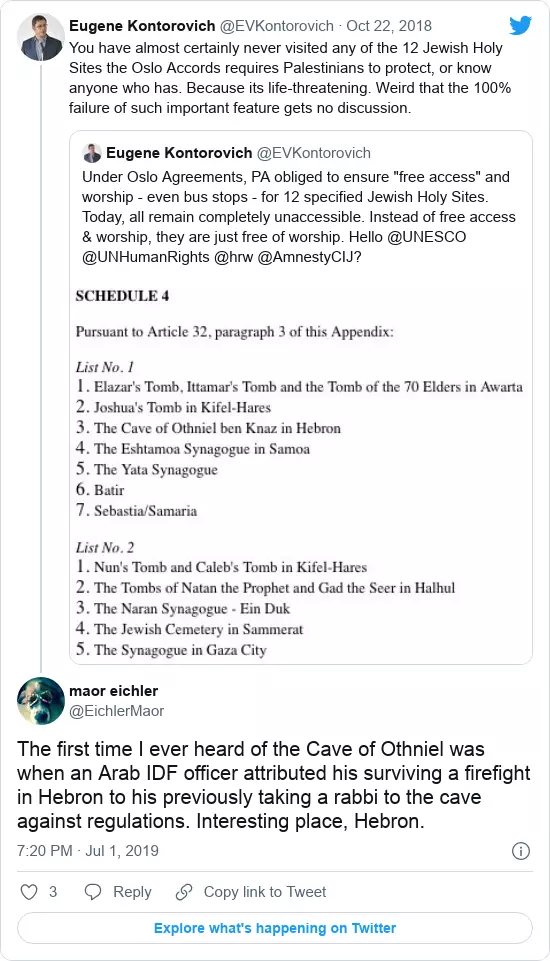 Eugene Kontorovich @EVKontorovich · Oct 22, 2018
You have almost certainly never visited any of the 12 Jewish Holy
Sites the Oslo Accords requires Palestinians to protect, or know
anyone who has. Because its life-threatening. Weird that the 100%
failure of such important feature gets no discussion.
Eugene Kontorovich @EVKontorovich
Under Oslo Agreements, PA obliged to ensure "free access" and
worship - even bus stops - for 12 specified Jewish Holy Sites.
Today, all remain completely unaccessible. Instead of free access
& worship, they are just free of worship. Hello @UNESCO
@UNHumanRights @hrw @AmnestyCIJ?
SCHEDULE 4
Pursuant to Article 32, paragraph 3 of this Appendix:
List No. 1
1. Elazar's Tomb, Ittamar's Tomb and the Tomb of the 70 Elders in Awarta
2. Joshua's Tomb in Kifel-Hares
3. The Cave of Othniel ben Knaz in Hebron
4. The Eshtamoa Synagogue in Samoa
5. The Yata Synagogue
6. Batir
7. Sebastia/Samaria
List No. 2
1. Nun's Tomb and Caleb's Tomb in Kifel-Hares
2. The Tombs of Natan the Prophet and Gad the Seer in Halhul
3. The Naran Synagogue - Ein Duk
4. The Jewish Cemetery in Sammerat
5. The Synagogue in Gaza City
maor eichler
@EichlerMaor
The first time I ever heard of the Cave of Othniel was
when an Arab IDF officer attributed his surviving a firefight
in Hebron to his previously taking a rabbi to the cave
against regulations. Interesting place, Hebron.
7:20 PM · Jul 1, 2019
3 Reply Copy link to Tweet
Explore what's happening on Twitter